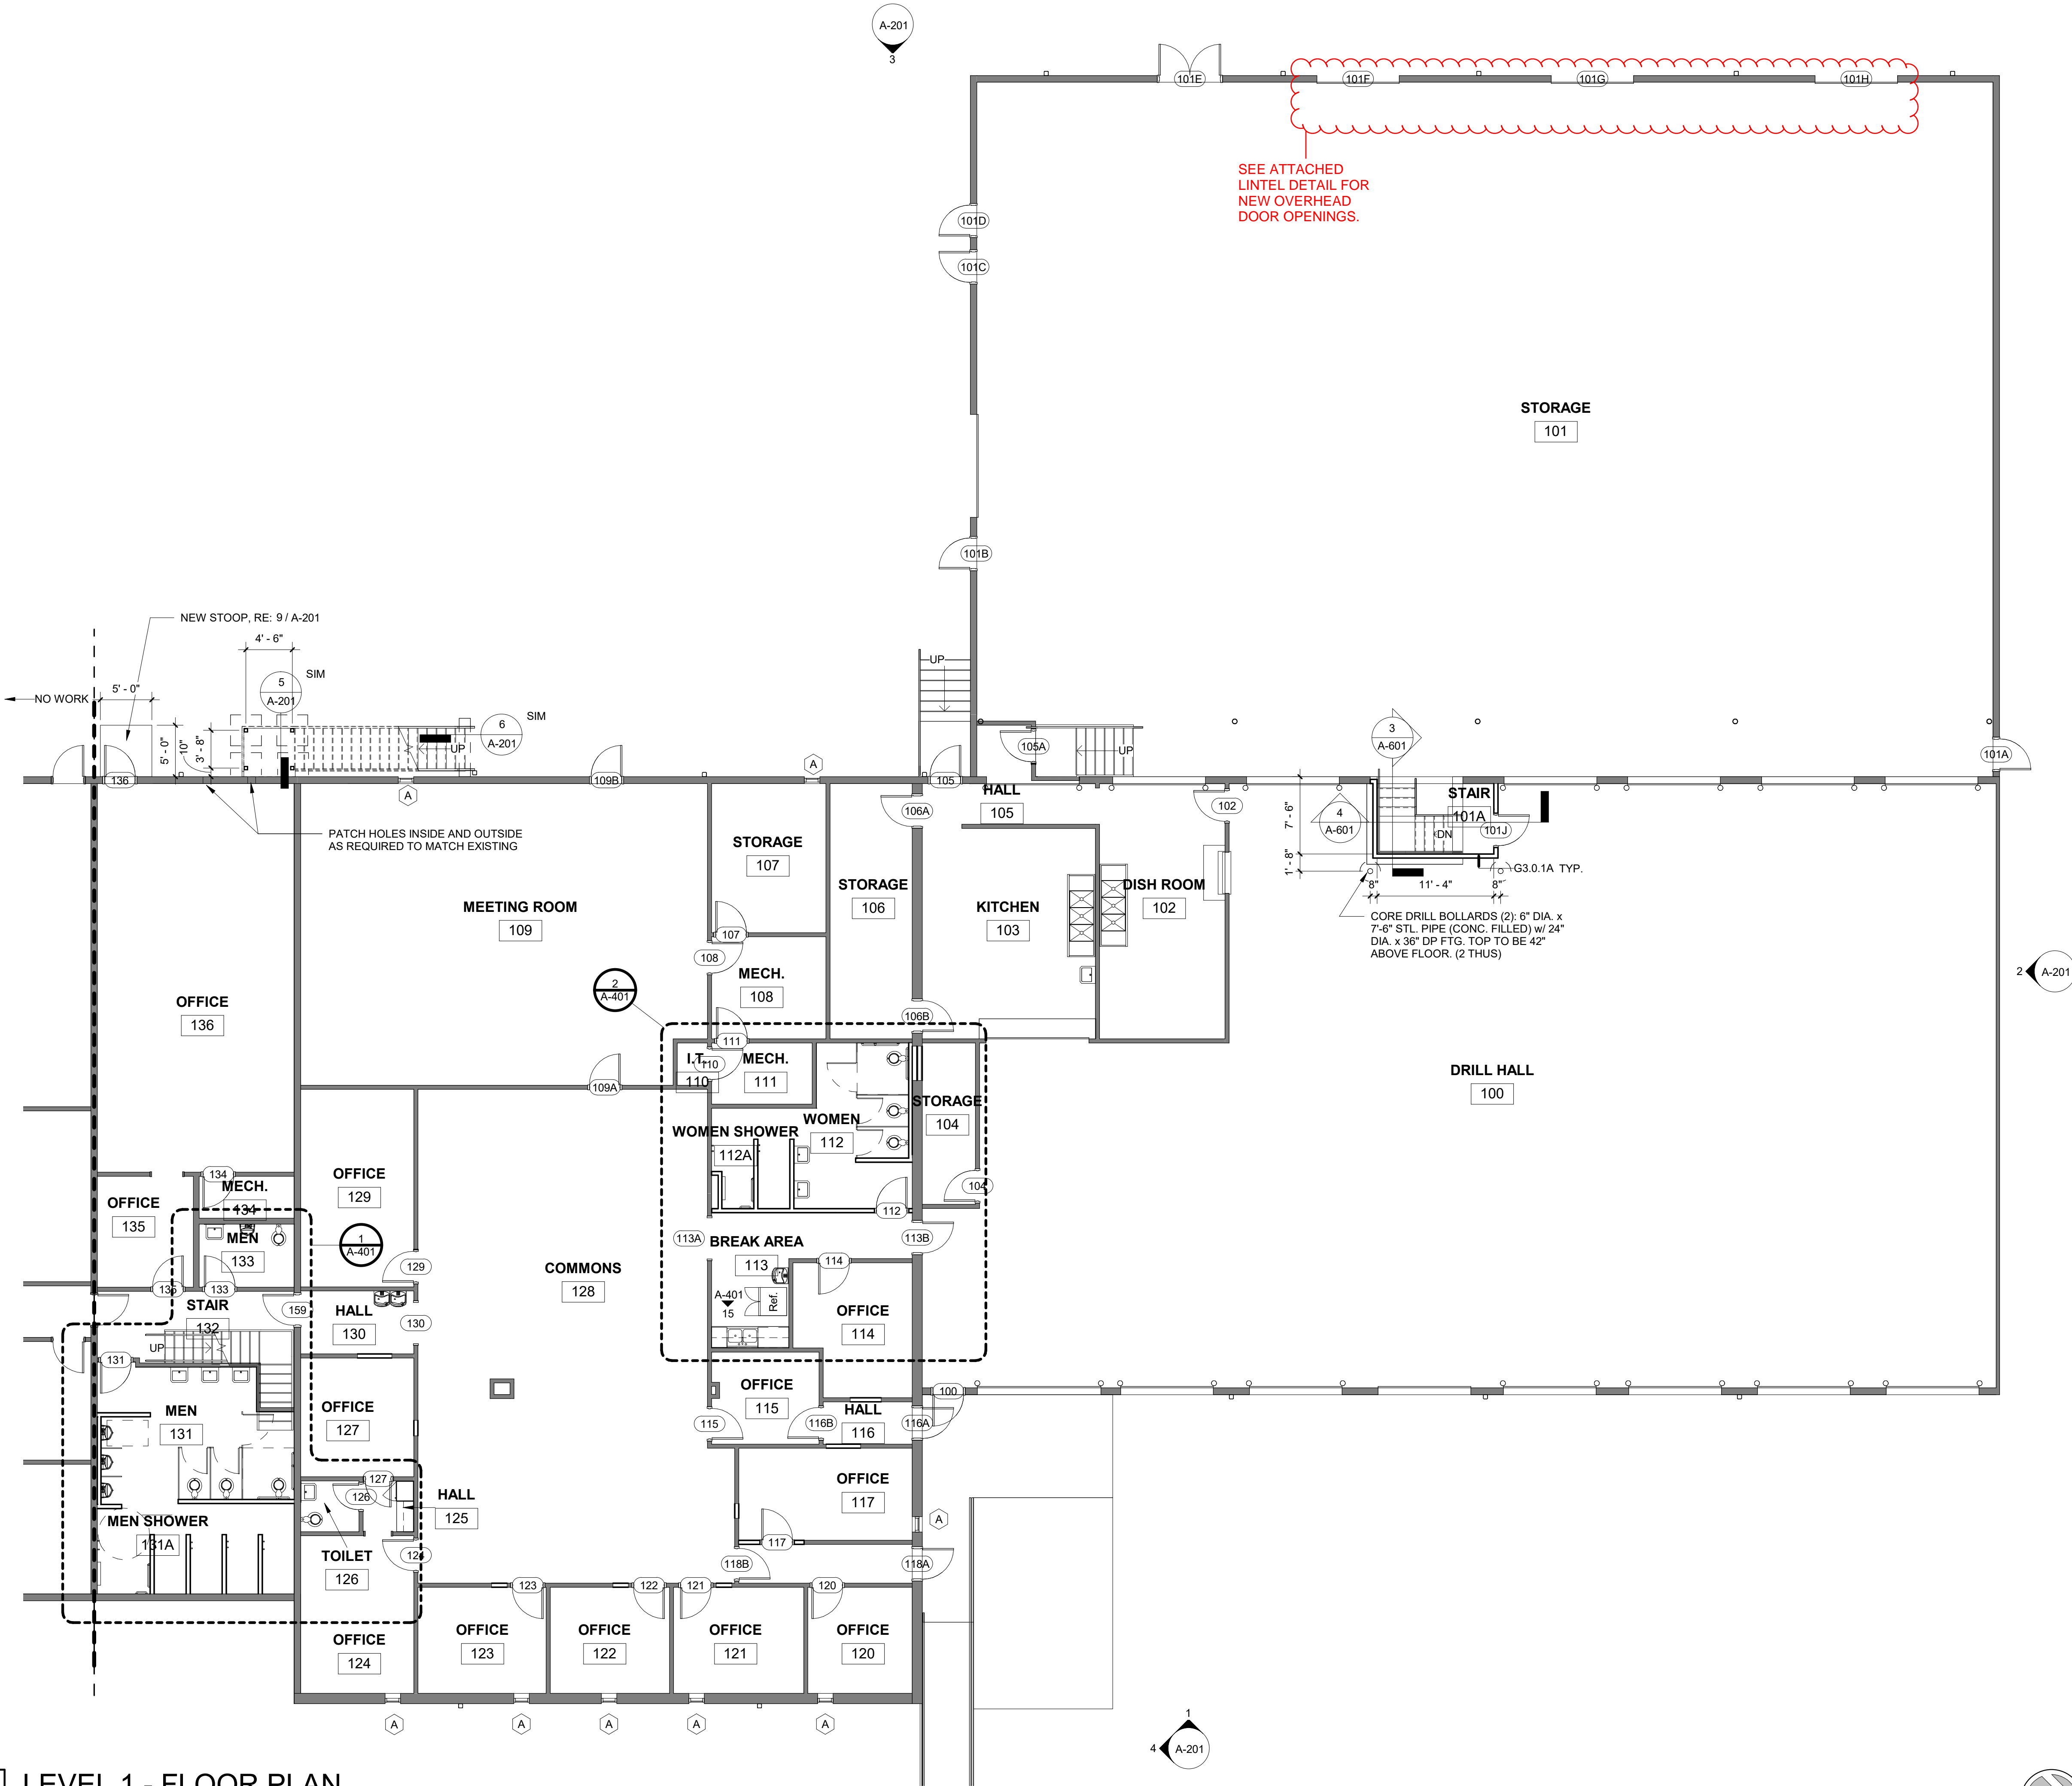 A-201
3
101E
101F
101G
101H
SEE ATTACHED
LINTEL DETAIL FOR
NEW OVERHEAD
DOOR OPENINGS.
101D
101C
STORAGE
101
101B
NEW STOOP, RE: 9 / A-201
4' - 6"
SIM
5
A-201
NO WORK
5' - 0"
SIM
6
A-201
UP
5' - 0"
10"
3' - 8"
UP
3
A-601
105A
UP
101A
136
109B
A
105
A
HALL
105
106A
102
STAIR
101A
7' - 6"
4
A-601
DN
101J
PATCH HOLES INSIDE AND OUTSIDE
AS REQUIRED TO MATCH EXISTING
STORAGE
107
1' - 8"
G3.0.1A TYP.
8"
11' - 4"
8"
STORAGE
106
DISH ROOM
102
MEETING ROOM
109
KITCHEN
103
CORE DRILL BOLLARDS (2): 6" DIA. x
7'-6" STL. PIPE (CONC. FILLED) w/ 24"
DIA. x 36" DP FTG. TOP TO BE 42"
ABOVE FLOOR. (2 THUS)
107
108
MECH.
108
2
A-201
2
A-401
OFFICE
136
106B
111
I.T.
110
110
MECH.
111
DRILL HALL
100
109A
STORAGE
104
WOMEN
112
WOMEN SHOWER
112A
134
MECH.
134
OFFICE
129
104
OFFICE
135
112
MEN
133
1
A-401
113A
BREAK AREA
113
113B
114
129
COMMONS
128
135
133
A-401
15
Ref.
STAIR
132
159
HALL
130
130
OFFICE
114
UP
131
OFFICE
115
100
MEN
131
OFFICE
127
115
116B
HALL
116
116A
127
126
HALL
125
OFFICE
117
MEN SHOWER
131A
A
117
TOILET
126
124
118B
118A
123
122
121
120
OFFICE
124
OFFICE
123
OFFICE
122
OFFICE
121
OFFICE
120
A
A
A
A
A
1
4
A-201
LEVEL 1 - FLOOR PLAN